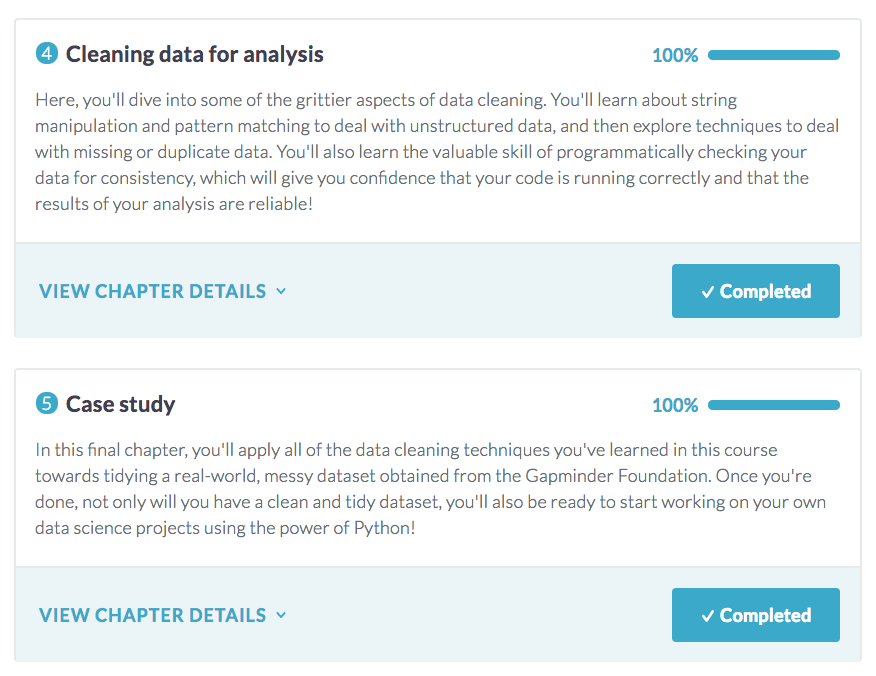 4 Cleaning data for analysis 100%
Here, you'll dive into some of the grittier aspects of data cleaning. You'll learn about string
manipulation and pattern matching to deal with unstructured data, and then explore techniques to deal
with missing or duplicate data. You'll also learn the valuable skill of programmatically checking your
data for consistency, which will give you confidence that your code is running correctly and that the
results of your analysis are reliable!
VIEW CHAPTER DETAILS Completed
5 Case study 100%
In this final chapter, you'll apply all of the data cleaning techniques you've learned in this course
towards tidying a real-world, messy dataset obtained from the Gapminder Foundation. Once you're
done, not only will you have a clean and tidy dataset, you'll also be ready to start working on your own
data science projects using the power of Python!
VIEW CHAPTER DETAILS Completed